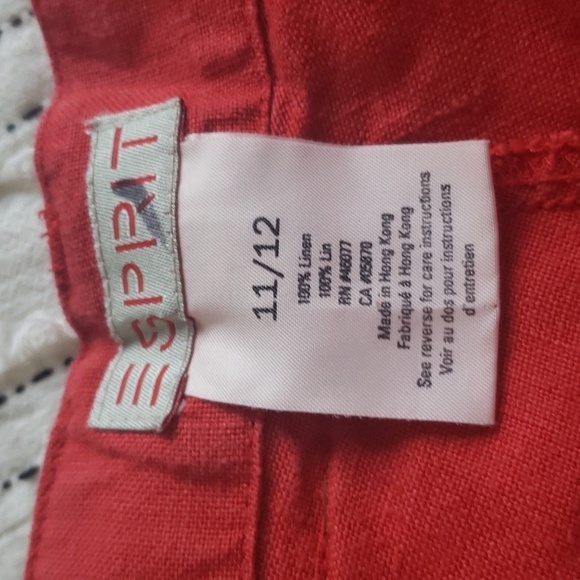 ESPRIT
11/12
100% Linen
100% Lin
RN #48077
CA #05870
Made in Hong Kong
Fabriqué à Hong Kong
See reverse for care instructions
Voir au dos pour instructions
d'entretien